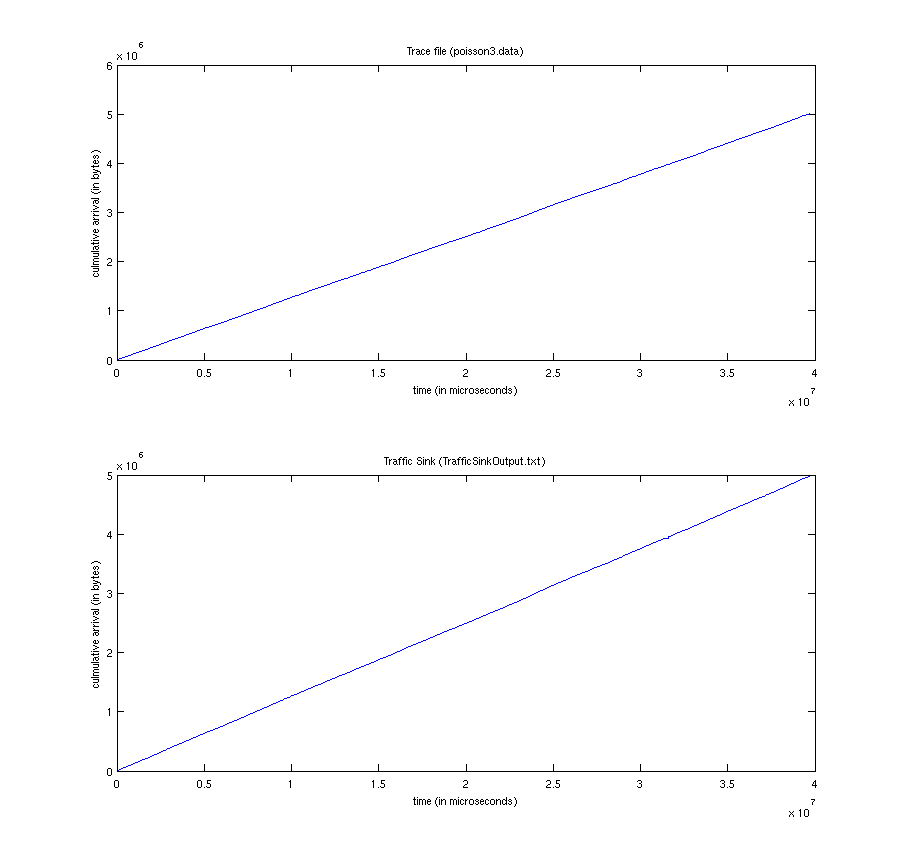 Trace file (poisson3.data)
x 10^6
6
5
4
3
2
1
0
culmulative arrival (in bytes)
0 0.5 1 1.5 2 2.5 3 3.5 4
x 10^7
time (in microseconds)
Traffic Sink (TrafficSinkOutput.txt)
x 10^6
5
4
3
2
1
0
culmulative arrival (in bytes)
0 0.5 1 1.5 2 2.5 3 3.5 4
x 10^7
time (in microseconds)